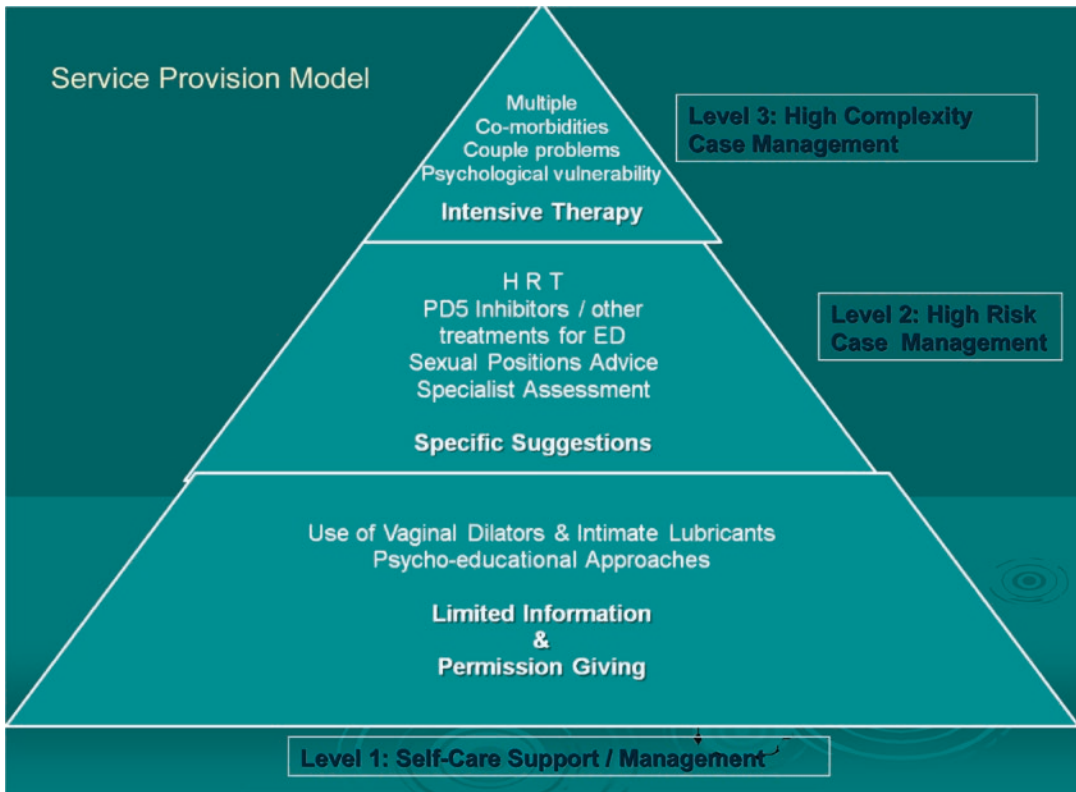 Service Provision Model
Multiple
Co-morbidities
Couple problems
Psychological vulnerability
Intensive Therapy
Level 3: High Complexity
Case Management
H R T
PD5 Inhibitors / other
treatments for ED
Sexual Positions Advice
Specialist Assessment
Specific Suggestions
Level 2: High Risk
Case Management
Use of Vaginal Dilators & Intimate Lubricants
Psycho-educational Approaches
Limited Information
&
Permission Giving
Level 1: Self-Care Support / Management